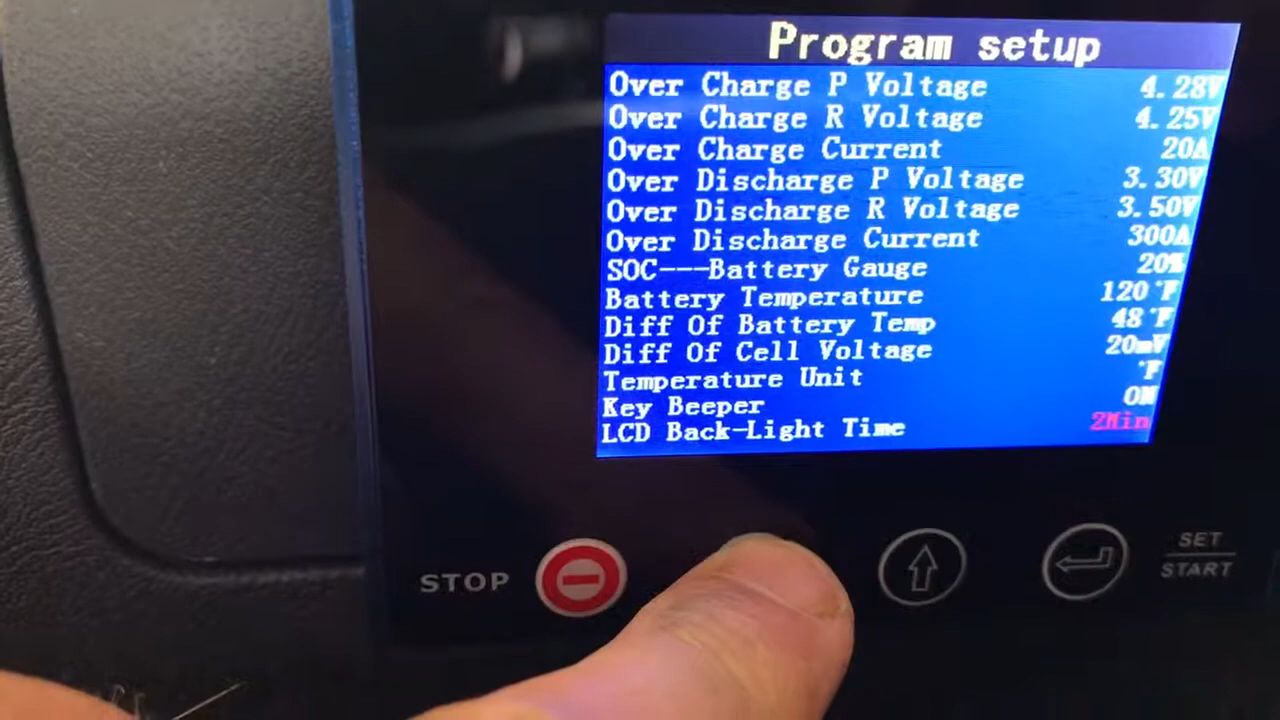 Program setup
Over Charge P Voltage 4.28V
Over Charge R Voltage 4.25V
Over Charge Current 20A
Over Discharge P Voltage 3.30V
Over Discharge R Voltage 3.50V
Over Discharge Current 300A
SOC---Battery Gauge 20%
Battery Temperature 120°F
Diff Of Battery Temp 48°F
Diff Of Cell Voltage 20mV
Temperature Unit °F
Key Beeper ON
LCD Back-Light Time 2Min
STOP
SET
START